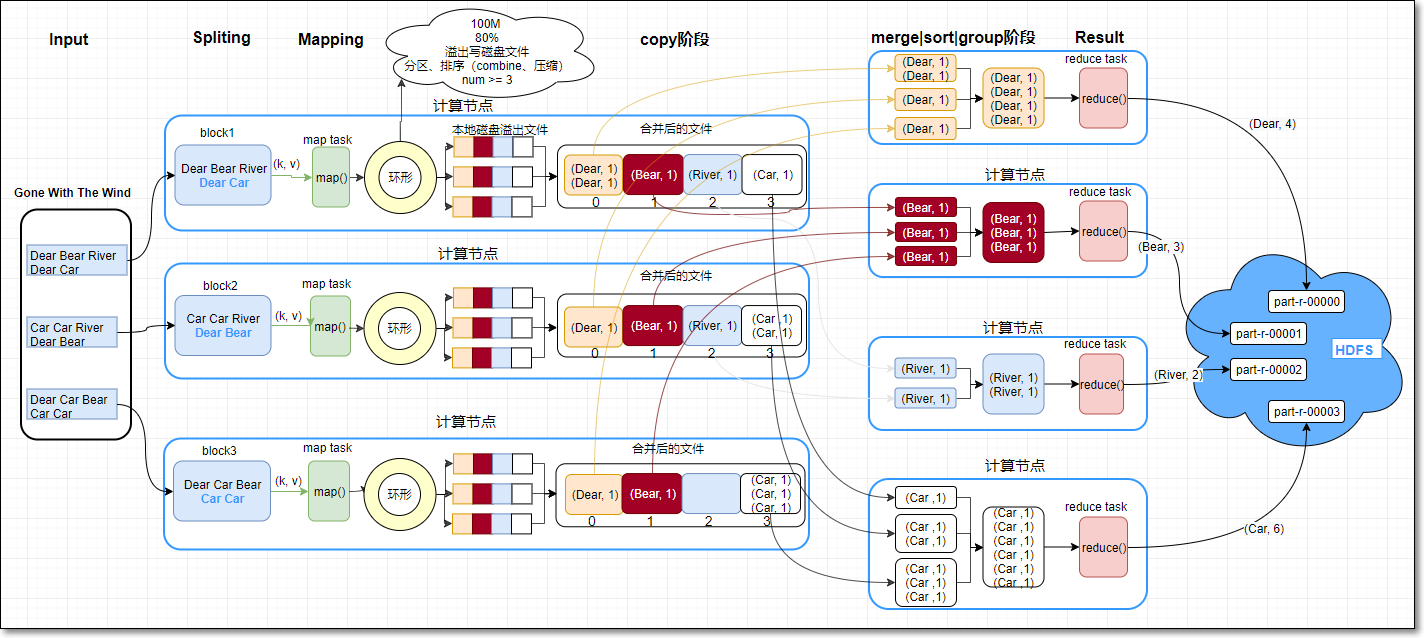 Input
Spliting
Mapping
100M
80%
溢出写磁盘文件
分区、排序（combine、压缩）
num >= 3
copy阶段
merge|sort|group阶段
Result
Gone With The Wind
Dear Bear River
Dear Car
Car Car River
Dear Bear
Dear Car Bear
Car Car
计算节点
block1
Dear Bear River
Dear Car
(k, v)
map task
map()
环形
本地磁盘溢出文件
合并后的文件
(Dear, 1)
(Dear, 1)
(Bear, 1)
(River, 1)
(Car, 1)
0
1
2
3
计算节点
block2
Car Car River
Dear Bear
(k, v)
map task
map()
环形
合并后的文件
(Dear, 1)
(Bear, 1)
(River, 1)
(Car, 1)
(Car, 1)
0
1
2
3
计算节点
block3
Dear Car Bear
Car Car
(k, v)
map task
map()
环形
合并后的文件
(Dear, 1)
(Bear, 1)
(Car, 1)
(Car, 1)
(Car, 1)
0
1
2
3
(Dear, 1)
(Dear, 1)
(Dear, 1)
(Dear, 1)
(Dear, 1)
(Dear, 1)
(Dear, 1)
(Dear, 1)
reduce task
reduce()
(Dear, 4)
计算节点
(Bear, 1)
(Bear, 1)
(Bear, 1)
(Bear, 1)
(Bear, 1)
(Bear, 1)
reduce task
reduce()
(Bear, 3)
计算节点
(River, 1)
(River, 1)
(River, 1)
(River, 1)
reduce task
reduce()
(River, 2)
计算节点
(Car ,1)
(Car ,1)
(Car ,1)
(Car ,1)
(Car ,1)
(Car ,1)
(Car ,1)
(Car ,1)
(Car ,1)
(Car ,1)
(Car ,1)
(Car ,1)
reduce task
reduce()
(Car, 6)
part-r-00000
part-r-00001
HDFS
part-r-00002
part-r-00003